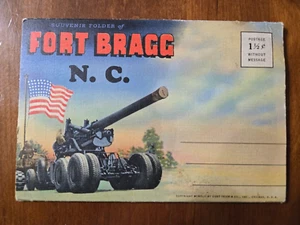 SOUVENIR FOLDER of
FORT BRAGG
N. C.
POSTAGE
1½¢
WITHOUT
MESSAGE